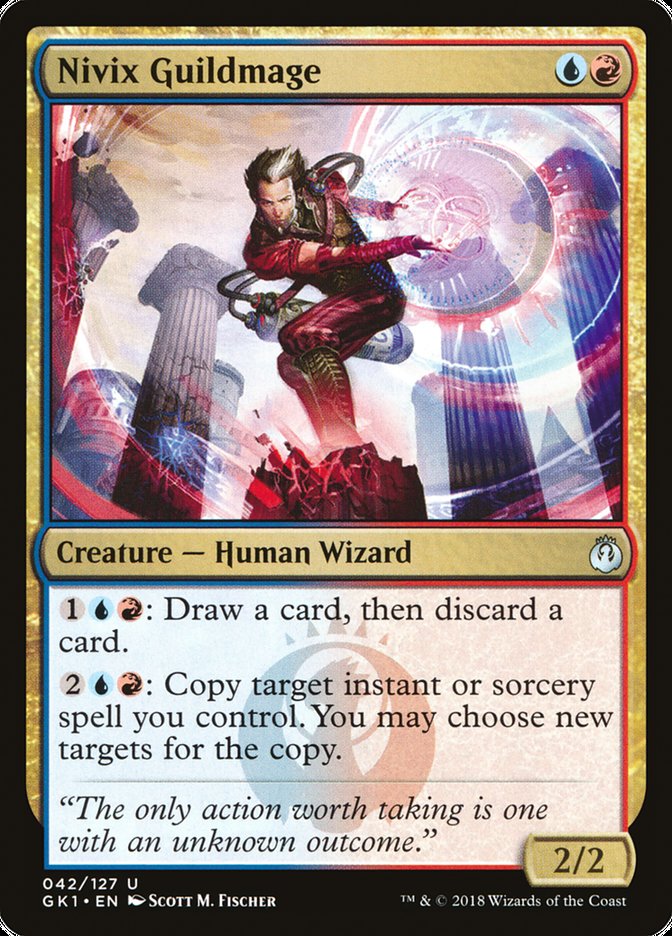 Nivix Guildmage
Creature — Human Wizard
1: Draw a card, then discard a
card.
2: Copy target instant or sorcery
spell you control. You may choose new
targets for the copy.
“The only action worth taking is one
with an unknown outcome.”
2/2
042/127 U
GK1 • EN Scott M. Fischer
™ & © 2018 Wizards of the Coast